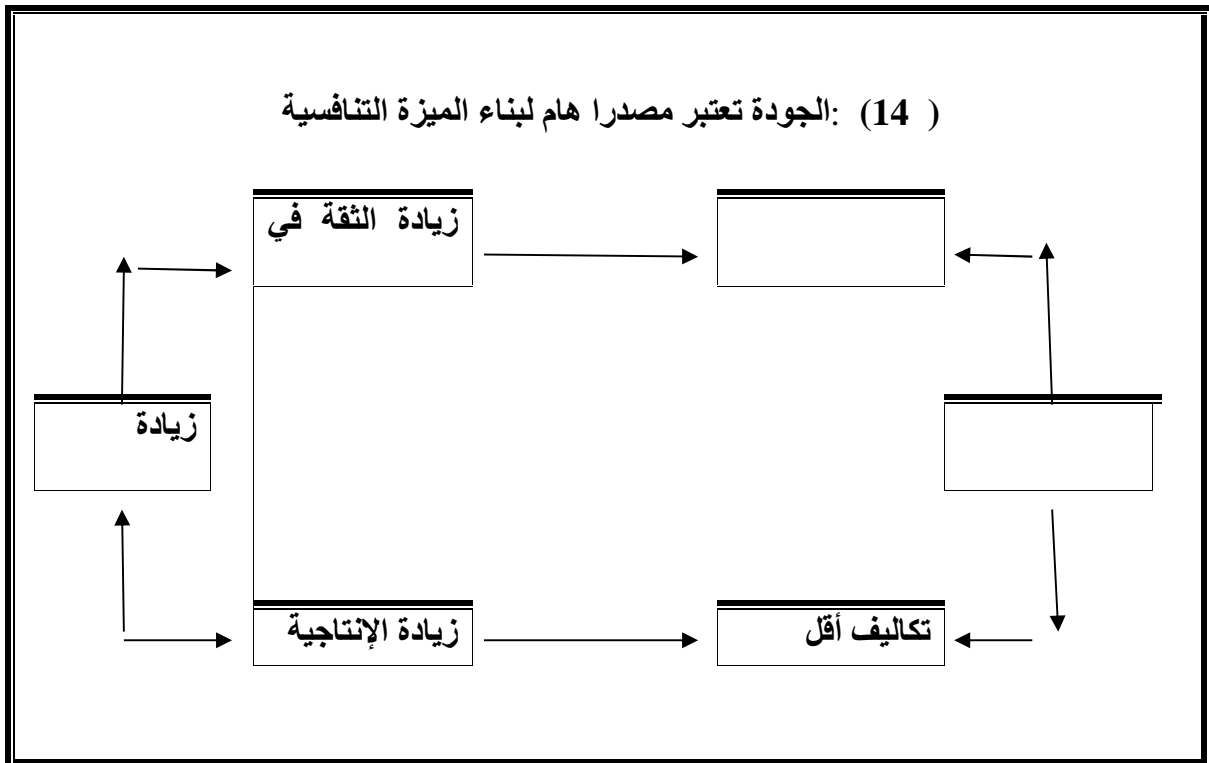 ( 14) :الجودة تعتبر مصدرا هام لبناء الميزة التنافسية
زيادة الثقة في
زيادة
زيادة الإنتاجية
تكاليف أقل